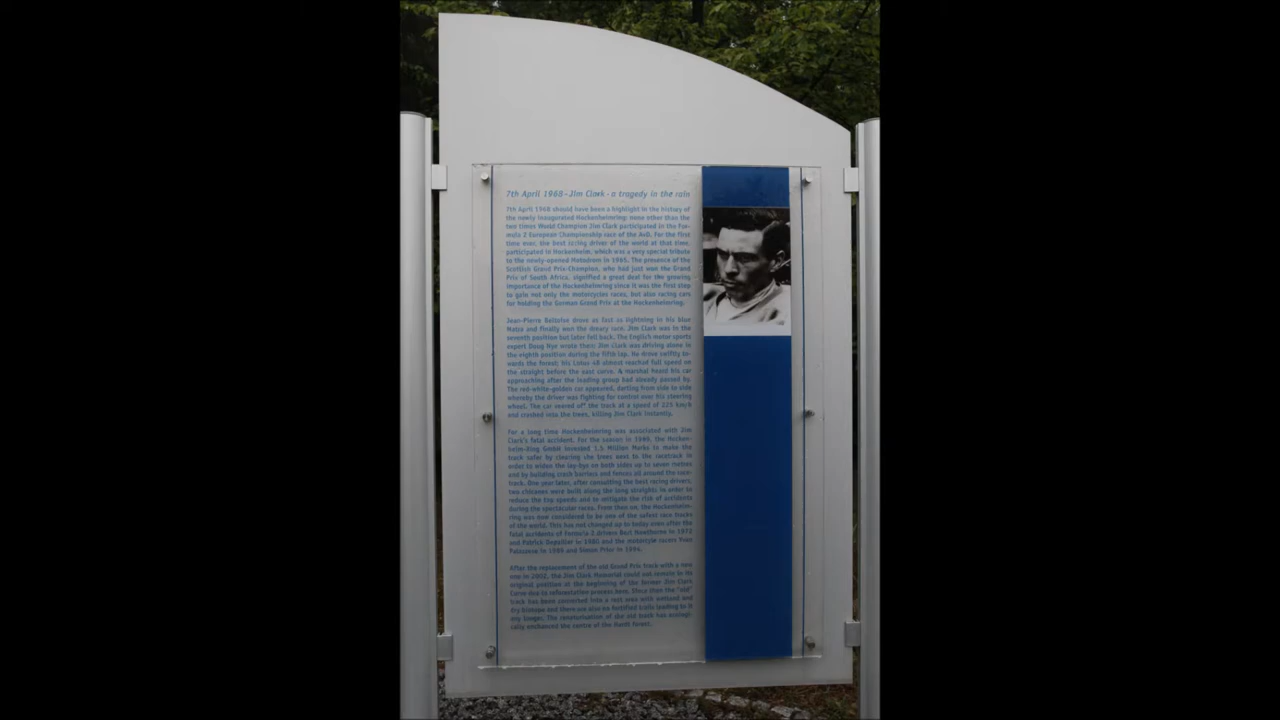 7th April 1968 - Jim Clark - a tragedy in the rain
7th April 1968 should have been a highlight in the history of
the newly inaugurated Hockenheimring: none other than the
two times World Champion Jim Clark participated in the For-
mula 2 European Championship race of the AvD. For the first
time ever, the best racing driver of the world at that time,
participated in Hockenheim, which was a very special tribute
to the newly-opened Motodrom in 1965. The presence of the
Scottish Grand Prix-Champion, who had just won the Grand
Prix of South Africa, signified a great deal for the growing
importance of the Hockenheimring since it was the first step
to gain not only the motorcycles races, but also racing cars
for holding the German Grand Prix at the Hockenheimring.
Jean-Pierre Beltoise drove as fast as lightning in his blue
Matra and finally won the dreary race. Jim Clark was in the
seventh position but later fell back. The English motor sports
expert Doug Nye wrote then: Jim Clark was driving alone in
the eighth position during the fifth lap. He drove swiftly to-
wards the forest; his Lotus 48 almost reached full speed on
the straight before the east curve. A marshal heard his car
approaching after the leading group had already passed by.
The red-white-golden car appeared, darting from side to side
whereby the driver was fighting for control over his steering
wheel. The car veared off the track at a speed of 225 km/h
and crashed into the trees, killing Jim Clark instantly.
For a long time Hockenheimring was associated with Jim
Clark's fatal accident. For the season in 1969, the Hocken-
heim-Ring GmbH invested 1.5 Million Marks to make the
track safer by clearing the trees next to the racetrack in
order to widen the lay-bys on both sides up to seven metres
and by building crash barriers and fences all around the race-
track. One year later, after consulting the best racing drivers,
two chicanes were built along the long straights in order to
reduce the top speeds and to mitigate the risk of accidents
during the spectacular races. From then on, the Hockenheim-
ring was now considered to be one of the safest race tracks
of the world. This has not changed up to today even after the
fatal accidents of Formula 2 drivers Bert Hawthorne in 1972
and Patrick Depailler in 1980 and the motorcycle racers
in 1989 and Simon Prior in 1994.
After the replacement of the old Grand Prix track with a new
one in 2002, the Jim Clark Memorial could not remain in its
original position at the beginning of the former Jim Clark
Curve due to reforestation process here. Since then the "old"
track has been converted into a rest area with wetland and
dry biotope and there are also no fortified trails leading to it
any longer. The renaturisation of the old track has ecologi-
cally enchanced the centre of the Hardt forest.